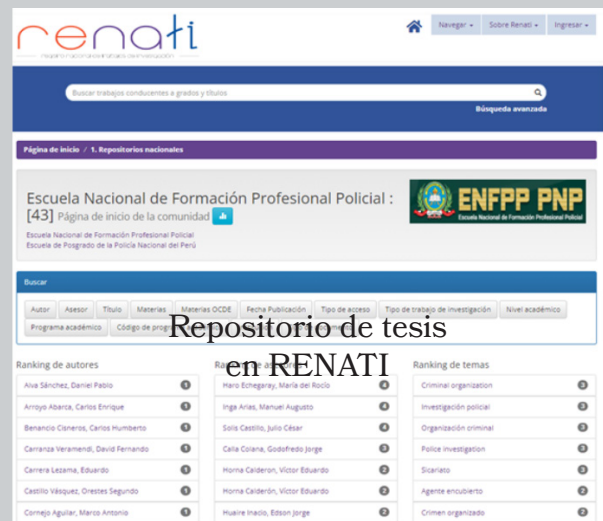 renati
Navegar
Sobre Renati
Ingresar
Buscar trabajos conducentes a grados y títulos
Búsqueda avanzada
Página de inicio / 1. Repositorios nacionales
Escuela Nacional de Formación Profesional Policial :
[43] Página de inicio de la comunidad
Escuela Nacional de Formación Profesional Policial
Escuela de Posgrado de la Policía Nacional del Perú
ENFPP PNP
Escuela Nacional de Formación Profesional Policial
Buscar
Autor Asesor Título Materias Materias OCDE Fecha Publicación Tipo de acceso Tipo de trabajo de investigación Nivel académico
Programa académico Código de
Repositorio de tesis
en RENATI
Ranking de autores
Alva Sánchez, Daniel Pablo 1
Arroyo Abarca, Carlos Enrique 1
Benancio Cisneros, Carlos Humberto 1
Carranza Veramendi, David Fernando 1
Carrera Lezama, Eduardo 1
Castillo Vásquez, Orestes Segundo 1
Cornejo Aguilar, Marco Antonio 1
Ranking de
Haro Echegaray, María del Rocío 4
Inga Arias, Manuel Augusto 4
Solis Castillo, Julio César 4
Calla Colana, Godofredo Jorge 3
Horna Calderon, Victor Eduardo 2
Horna Calderón, Víctor Eduardo 2
Huaire Inacio, Edson Jorge 2
Ranking de temas
Criminal organization 3
Investigación policial 3
Organización criminal 3
Police investigation 3
Sicariato 3
Agente encubierto 2
Crimen organizado 2